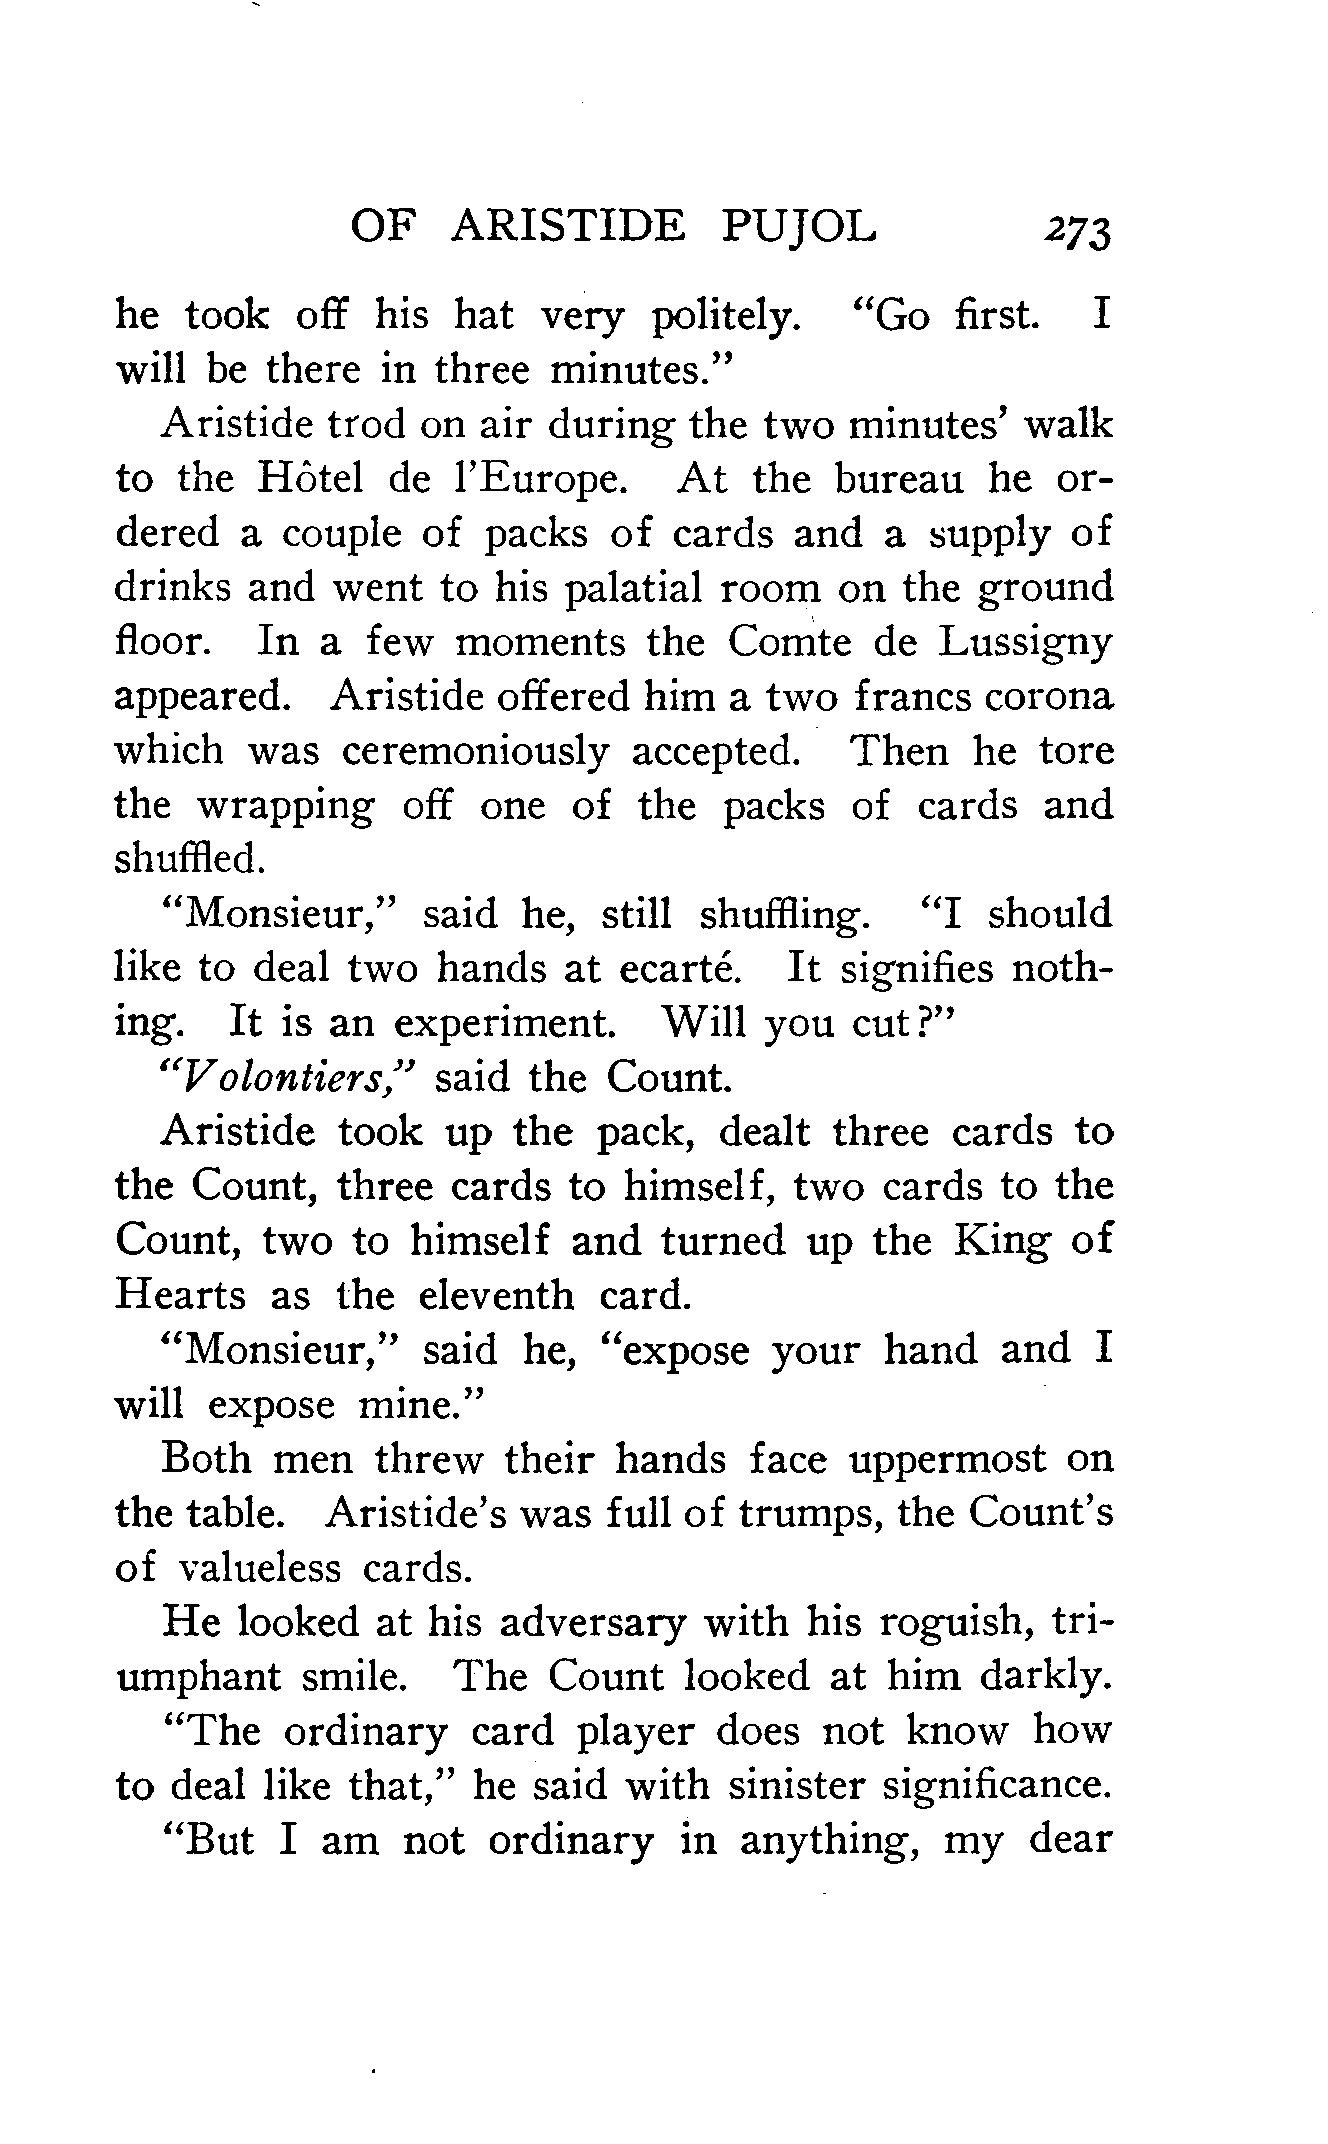 OF ARISTIDE PUJOL 273
he took off his hat very politely. “Go first. I
will be there in three minutes.”
Aristide trod on air during the two minutes’ walk
to the Hôtel de l’Europe. At the bureau he or-
dered a couple of packs of cards and a supply of
drinks and went to his palatial room on the ground
floor. In a few moments the Comte de Lussigny
appeared. Aristide offered him a two francs corona
which was ceremoniously accepted. Then he tore
the wrapping off one of the packs of cards and
shuffled.
“Monsieur,” said he, still shuffling. “I should
like to deal two hands at ecarté. It signifies noth-
ing. It is an experiment. Will you cut?”
“Volontiers,” said the Count.
Aristide took up the pack, dealt three cards to
the Count, three cards to himself, two cards to the
Count, two to himself and turned up the King of
Hearts as the eleventh card.
“Monsieur,” said he, “expose your hand and I
will expose mine.”
Both men threw their hands face uppermost on
the table. Aristide’s was full of trumps, the Count’s
of valueless cards.
He looked at his adversary with his roguish, tri-
umphant smile. The Count looked at him darkly.
“The ordinary card player does not know how
to deal like that,” he said with sinister significance.
“But I am not ordinary in anything, my dear